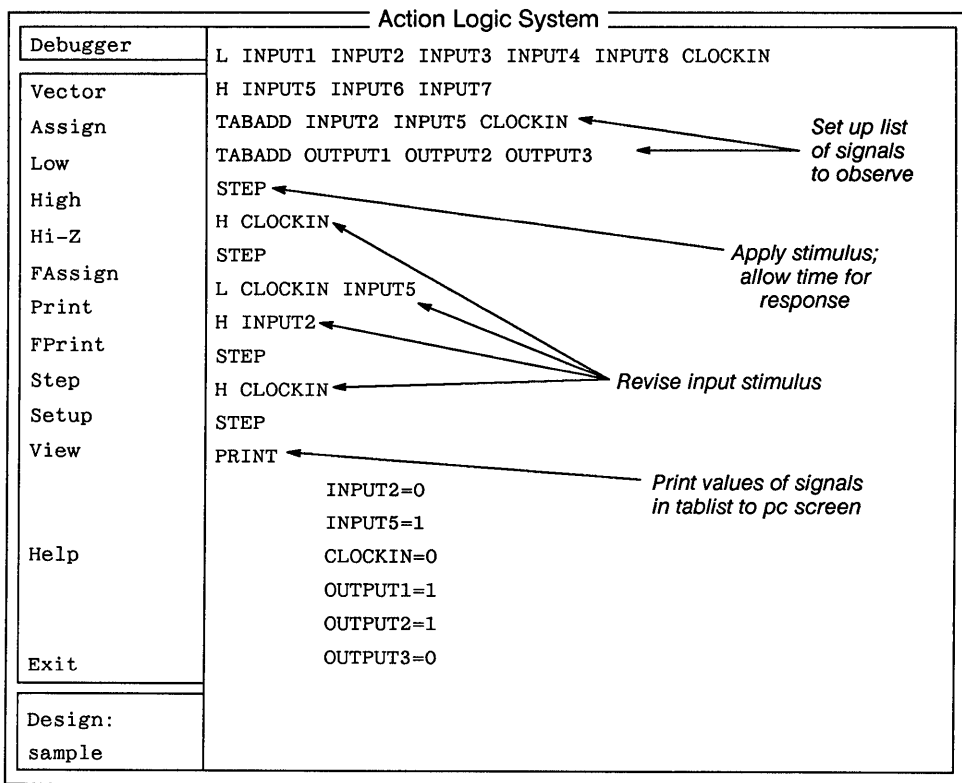 Action Logic System
Debugger
Vector
Assign
Low
High
Hi-Z
FAssign
Print
FPrint
Step
Setup
View
Help
Exit
Design:
sample
L INPUT1 INPUT2 INPUT3 INPUT4 INPUT8 CLOCKIN
H INPUT5 INPUT6 INPUT7
TABADD INPUT2 INPUT5 CLOCKIN
TABADD OUTPUT1 OUTPUT2 OUTPUT3
STEP
H CLOCKIN
STEP
L CLOCKIN INPUT5
H INPUT2
STEP
H CLOCKIN
STEP
PRINT
INPUT2=0
INPUT5=1
CLOCKIN=0
OUTPUT1=1
OUTPUT2=1
OUTPUT3=0
Set up list
of signals
to observe
Apply stimulus;
allow time for
response
Revise input stimulus
Print values of signals
in tablist to pc screen